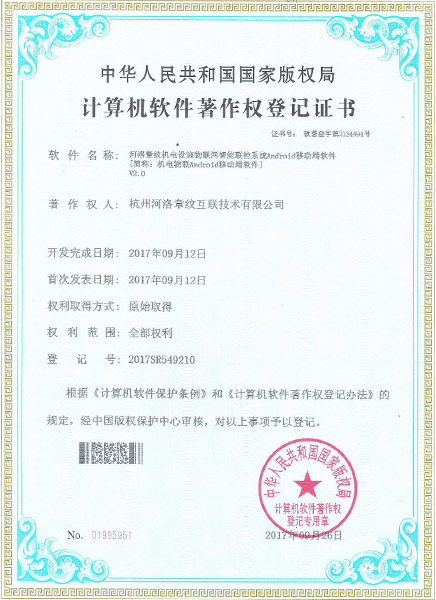 中华人民共和国国家版权局
计算机软件著作权登记证书
证书号： 软著登字第2134494号
软件名称： 河洛章纹机电设施物联网智能联控系统Android移动端软件
[简称：机电物联Android移动端软件]
V2.0
著作权人： 杭州河洛章纹互联技术有限公司
开发完成日期： 2017年09月12日
首次发表日期： 2017年09月12日
权利取得方式： 原始取得
权利范围： 全部权利
登记号： 2017SR549210
根据《计算机软件保护条例》和《计算机软件著作权登记办法》的
规定，经中国版权保护中心审核，对以上事项予以登记。
中华人民共和国国家版权局
计算机软件著作权
登记专用章
No. 01995951
2017年09月26日